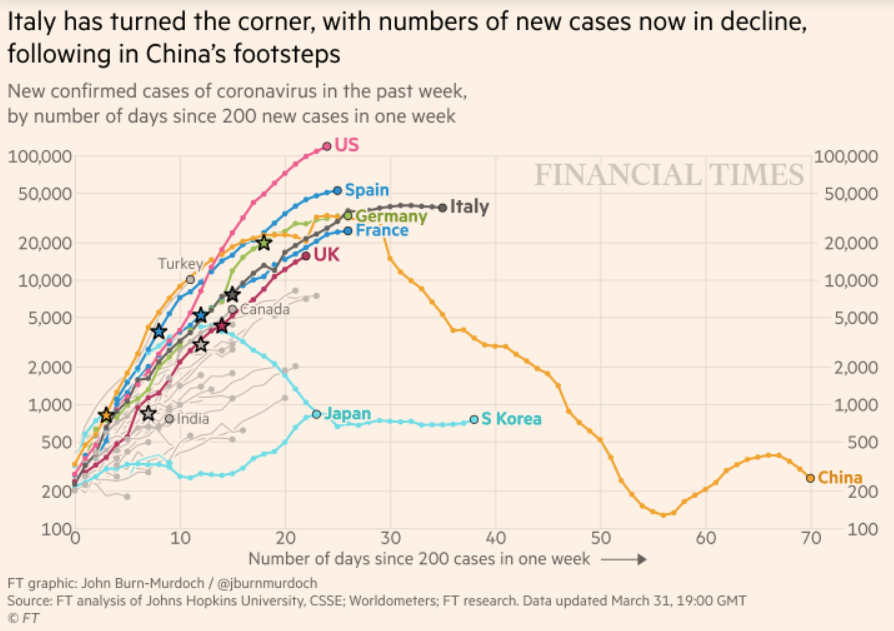 Italy has turned the corner, with numbers of new cases now in decline,
following in China's footsteps
New confirmed cases of coronavirus in the past week,
by number of days since 200 new cases in one week
FINANCIAL TIMES
100,000
50,000
20,000
10,000
5,000
2,000
1,000
500
200
100
100,000
50,000
20,000
10,000
5,000
2,000
1,000
500
200
100
US
Spain
Italy
Germany
France
UK
Turkey
Canada
India
Japan
S Korea
China
0 10 20 30 40 50 60 70
Number of days since 200 cases in one week
FT graphic: John Burn-Murdoch / @jburnmurdoch
Source: FT analysis of Johns Hopkins University, CSSE; Worldometers; FT research. Data updated March 31, 19:00 GMT
© FT